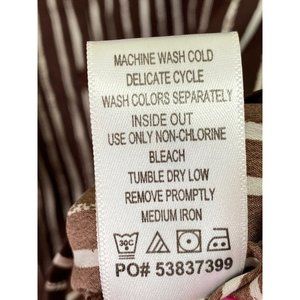 MACHINE WASH COLD
DELICATE CYCLE
WASH COLORS SEPARATELY
INSIDE OUT
USE ONLY NON-CHLORINE
BLEACH
TUMBLE DRY LOW
REMOVE PROMPTLY
MEDIUM IRON
30C
PO# 53837399